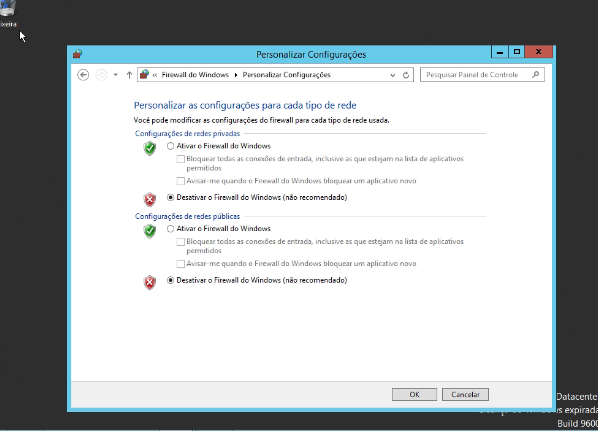 ixeira
Personalizar Configurações
« Firewall do Windows Personalizar Configurações
Pesquisar Painel de Controle
Personalizar as configurações para cada tipo de rede
Você pode modificar as configurações do firewall para cada tipo de rede usada.
Configurações de redes privadas
Ativar o Firewall do Windows
Bloquear todas as conexões de entrada, inclusive as que estejam na lista de aplicativos
permitidos
Avisar-me quando o Firewall do Windows bloquear um aplicativo novo
Desativar o Firewall do Windows (não recomendado)
Configurações de redes públicas
Ativar o Firewall do Windows
Bloquear todas as conexões de entrada, inclusive as que estejam na lista de aplicativos
permitidos
Avisar-me quando o Firewall do Windows bloquear um aplicativo novo
Desativar o Firewall do Windows (não recomendado)
OK Cancelar
Datacente
expirada
Build 9600